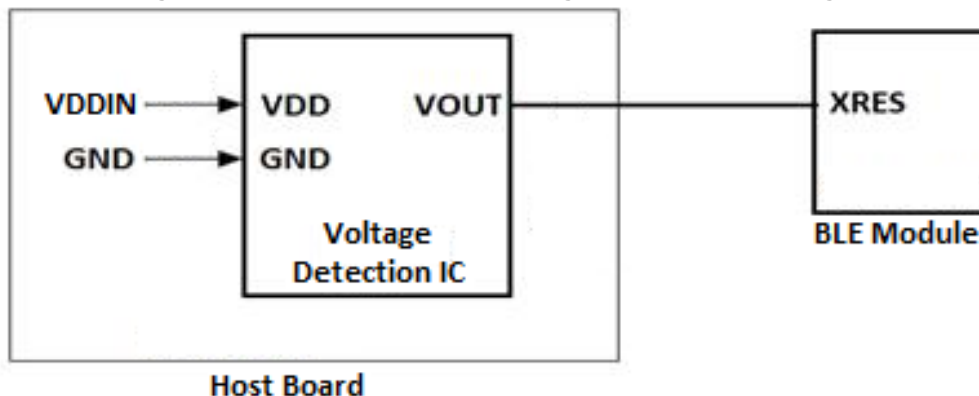 VDDIN
VDD
VOUT
XRES
GND
GND
Voltage
Detection IC
BLE Module
Host Board